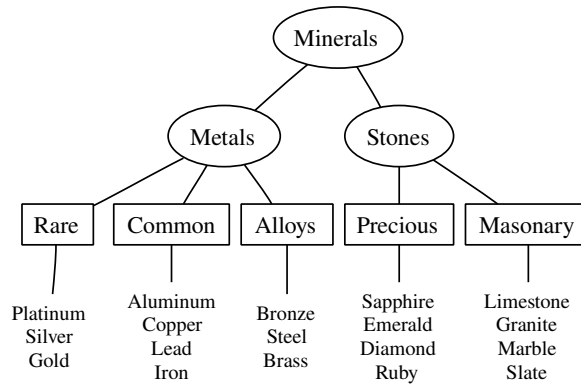 Minerals
Metals
Stones
Rare
Common
Alloys
Precious
Masonary
Platinum
Silver
Gold
Aluminum
Copper
Lead
Iron
Bronze
Steel
Brass
Sapphire
Emerald
Diamond
Ruby
Limestone
Granite
Marble
Slate